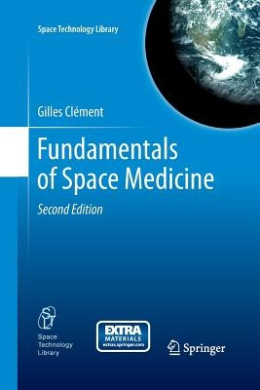 Space Technology Library
Gilles Clément
Fundamentals
of Space Medicine
Second Edition
Space
Technology
Library
EXTRA
MATERIALS
extras.springer.com
Springer